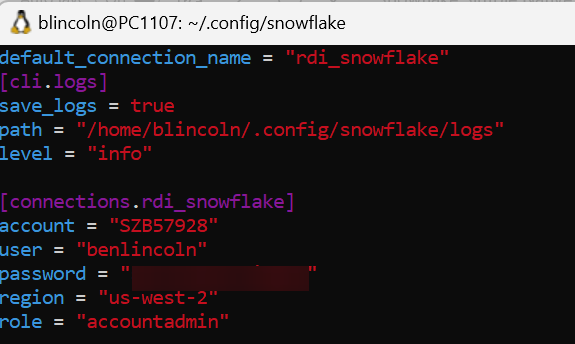 blincoln@PC1107: ~/.config/snowflake
default_connection_name = "rdi_snowflake"
[cli.logs]
save_logs = true
path = "/home/blincoln/.config/snowflake/logs"
level = "info"
[connections.rdi_snowflake]
account = "SZB57928"
user = "benlincoln"
password = " "
region = "us-west-2"
role = "accountadmin"